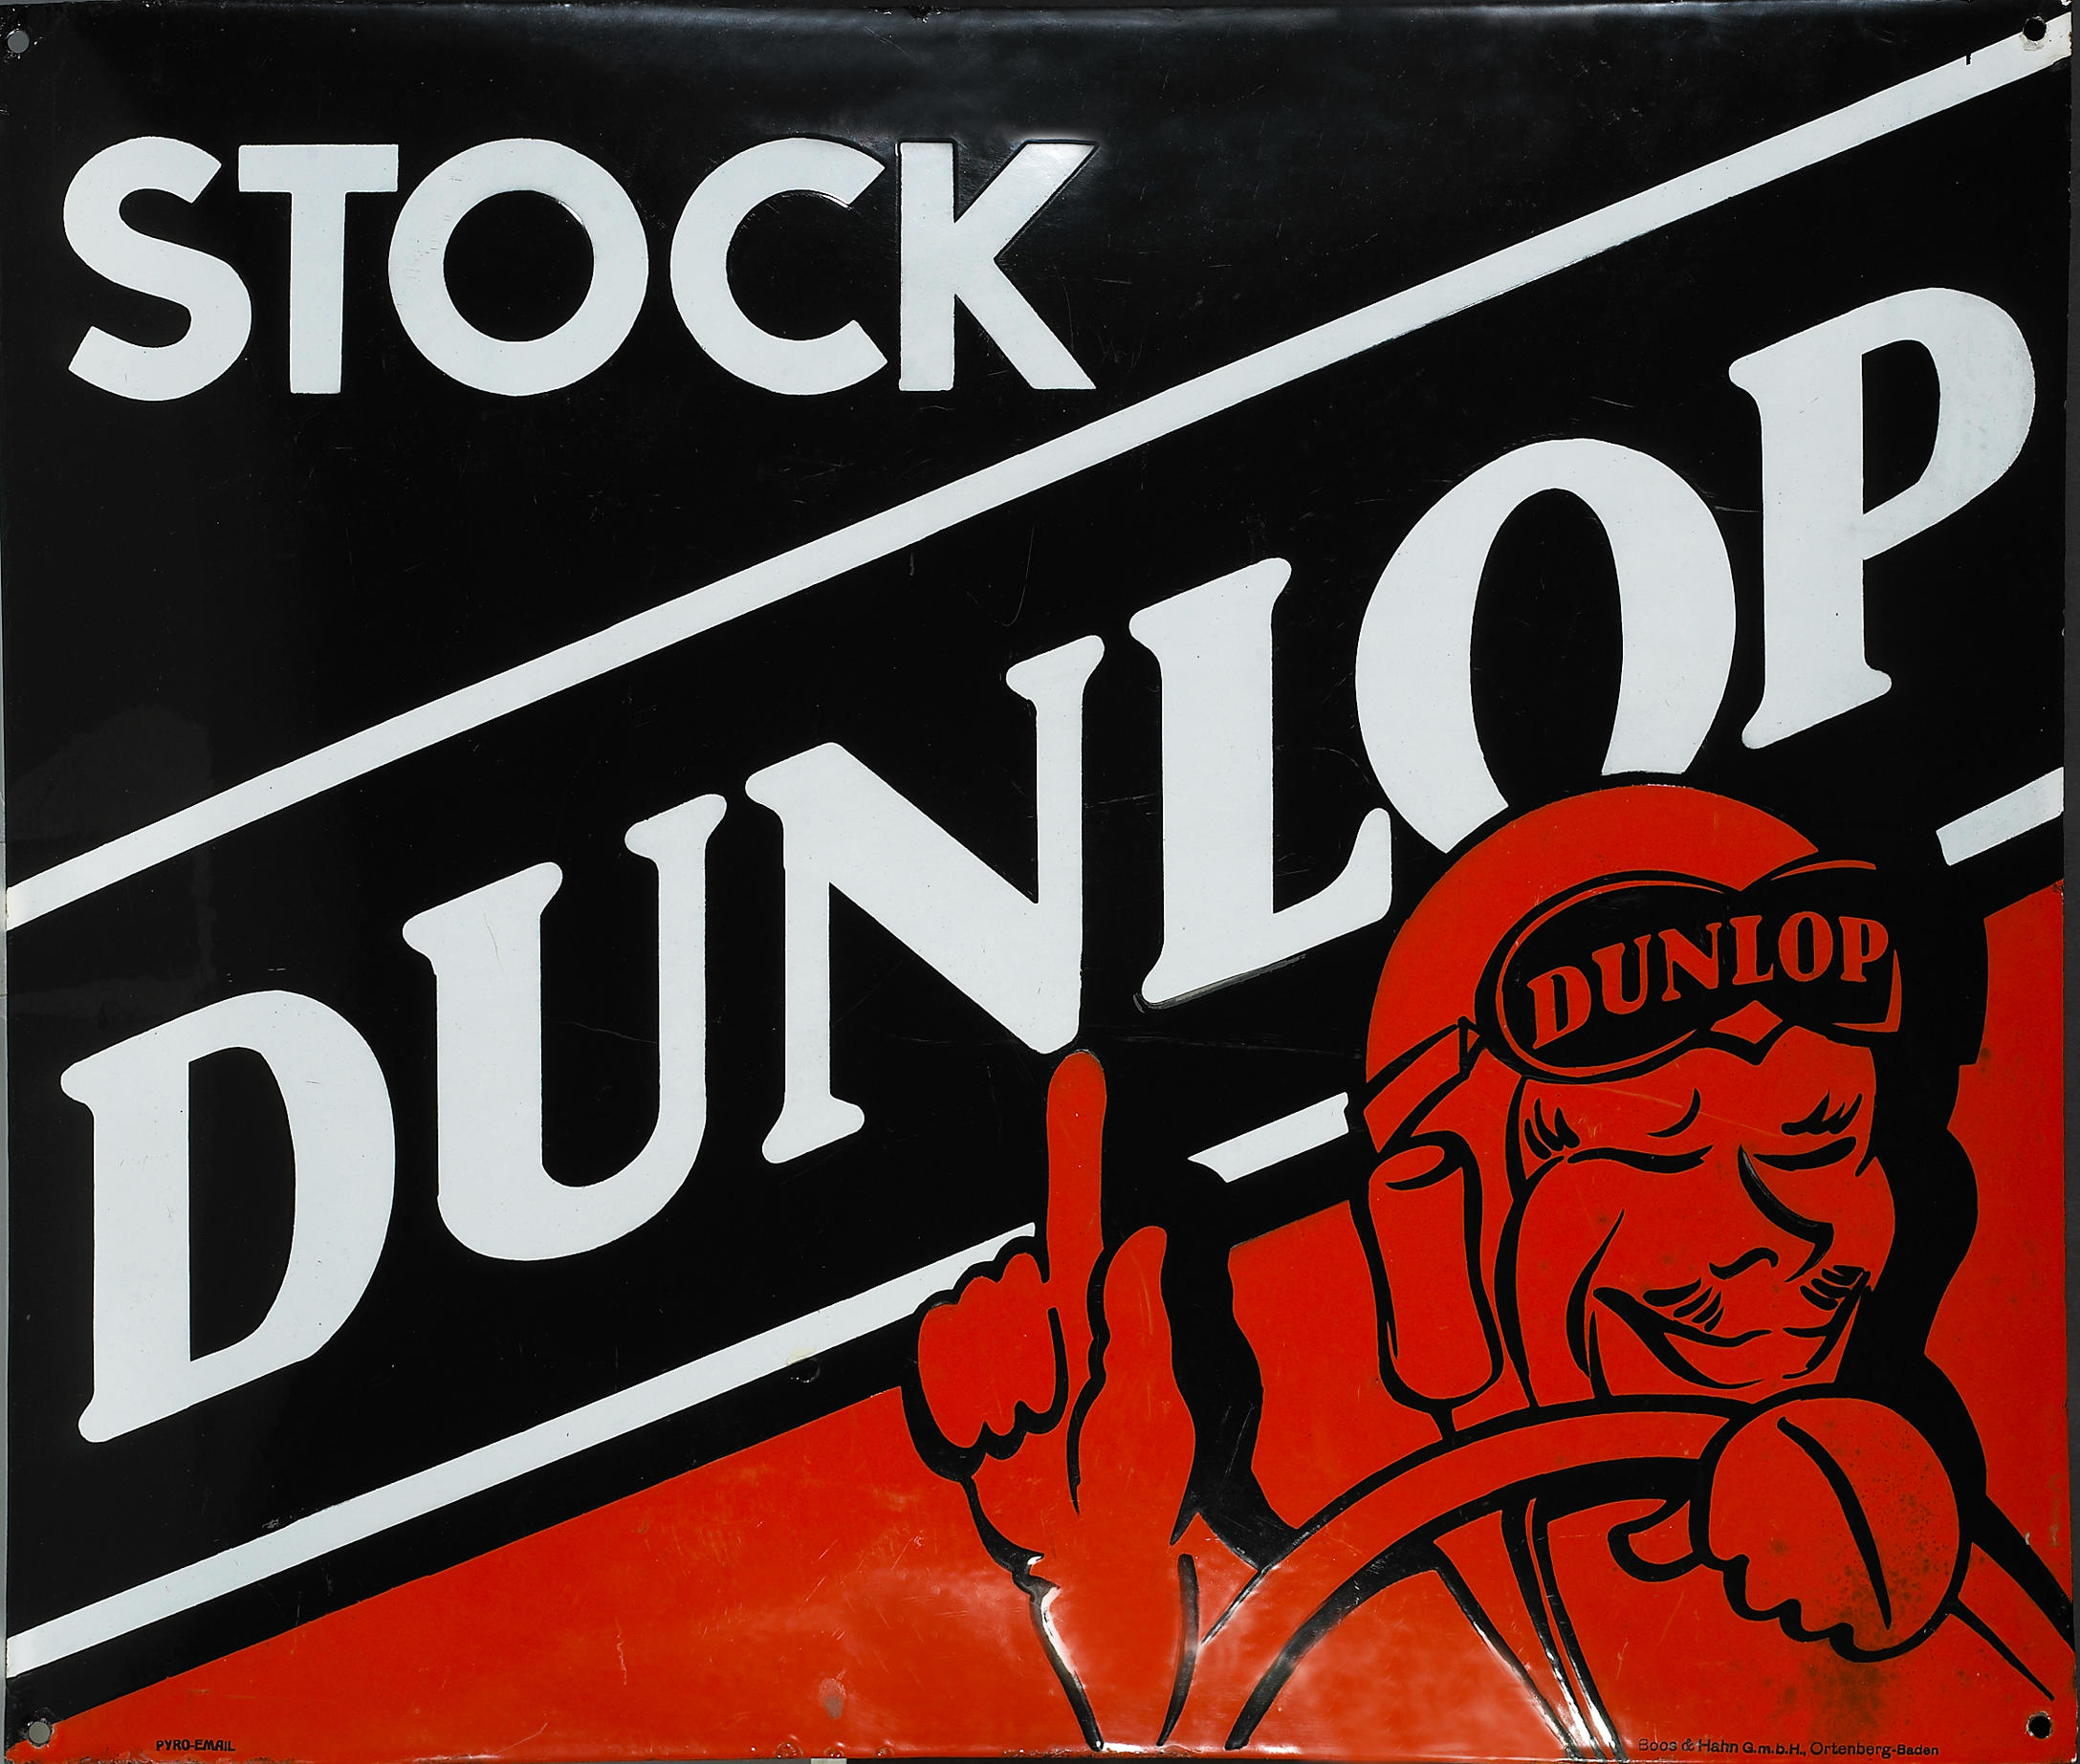 STOCK
DUNLOP
DUNLOP
PYRO-EMAIL
Boos & Hahn G.m.b.H., Ortenberg-Baden